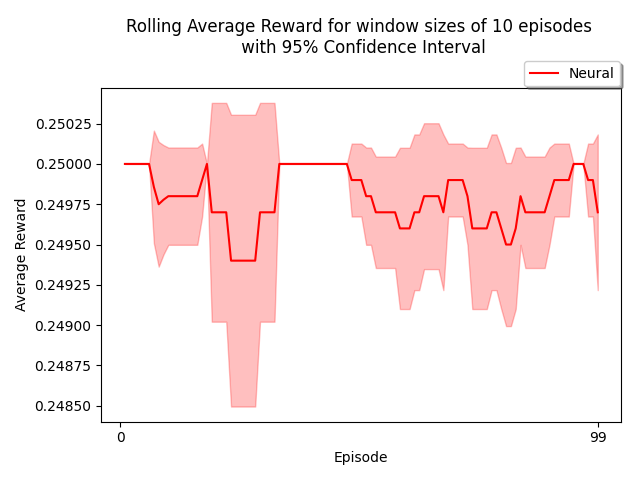 Rolling Average Reward for window sizes of 10 episodes
with 95% Confidence Interval
Neural
0.25025
0.25000
0.24975
0.24950
0.24925
0.24900
0.24875
0.24850
Average Reward
0
99
Episode